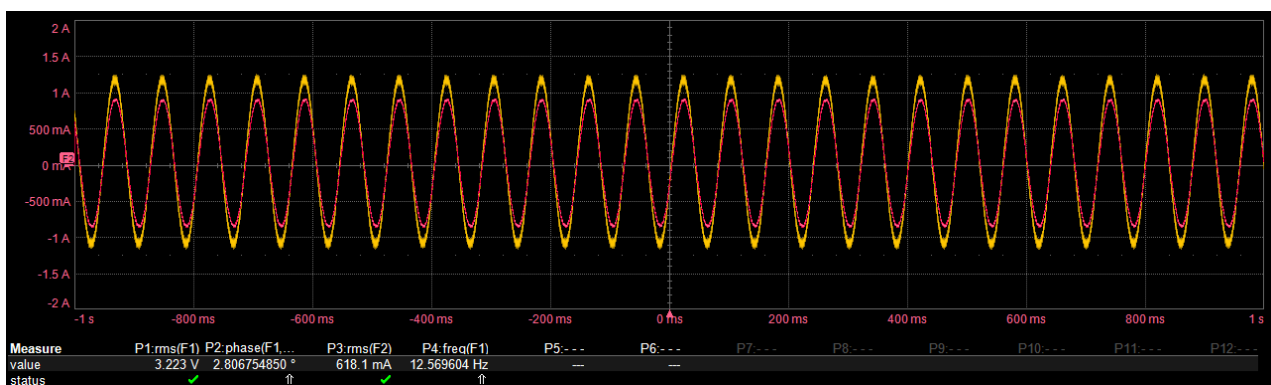 2 A
1.5 A
1 A
500 mA
F2
0 mA
-500 mA
-1 A
-1.5 A
-2 A
-1 s -800 ms -600 ms -400 ms -200 ms 0 ms 200 ms 400 ms 600 ms 800 ms 1 s
Measure P1:rms(F1) P2:phase(F1,... P3:rms(F2) P4:freq(F1) P5:- - - P6:- - - P7:- - - P8:- - - P9:- - - P10:- - - P11:- - - P12:- - -
value 3.223 V 2.806754850 ° 618.1 mA 12.569604 Hz --- ---
status